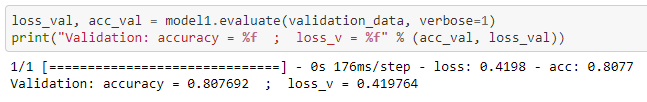 loss_val, acc_val = model1.evaluate(validation_data, verbose=1)
print("Validation: accuracy = %f  ;  loss_v = %f" % (acc_val, loss_val))
1/1 [==============================] - 0s 176ms/step - loss: 0.4198 - acc: 0.8077
Validation: accuracy = 0.807692  ;  loss_v = 0.419764